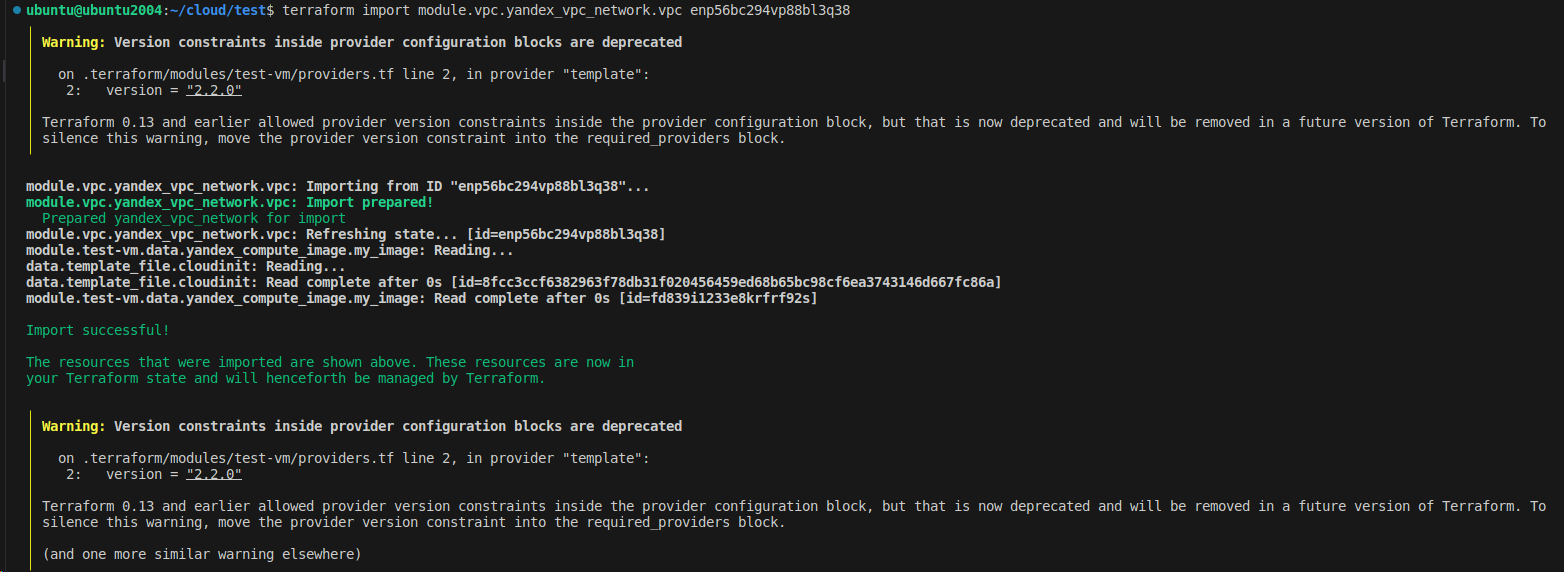 ubuntu@ubuntu2004:~/cloud/test$ terraform import module.vpc.yandex_vpc_network.vpc enp56bc294vp88bl3q38
Warning: Version constraints inside provider configuration blocks are deprecated
on .terraform/modules/test-vm/providers.tf line 2, in provider "template":
2: version = "2.2.0"
Terraform 0.13 and earlier allowed provider version constraints inside the provider configuration block, but that is now deprecated and will be removed in a future version of Terraform. To
silence this warning, move the provider version constraint into the required_providers block.
module.vpc.yandex_vpc_network.vpc: Importing from ID "enp56bc294vp88bl3q38"...
module.vpc.yandex_vpc_network.vpc: Import prepared!
Prepared yandex_vpc_network for import
module.vpc.yandex_vpc_network.vpc: Refreshing state... [id=enp56bc294vp88bl3q38]
module.test-vm.data.yandex_compute_image.my_image: Reading...
data.template_file.cloudinit: Reading...
data.template_file.cloudinit: Read complete after 0s [id=8fcc3ccf6382963f78db31f020456459ed68b65bc98cf6ea3743146d667fc86a]
module.test-vm.data.yandex_compute_image.my_image: Read complete after 0s [id=fd839i1233e8krfrf92s]
Import successful!
The resources that were imported are shown above. These resources are now in
your Terraform state and will henceforth be managed by Terraform.
Warning: Version constraints inside provider configuration blocks are deprecated
on .terraform/modules/test-vm/providers.tf line 2, in provider "template":
2: version = "2.2.0"
Terraform 0.13 and earlier allowed provider version constraints inside the provider configuration block, but that is now deprecated and will be removed in a future version of Terraform. To
silence this warning, move the provider version constraint into the required_providers block.
(and one more similar warning elsewhere)